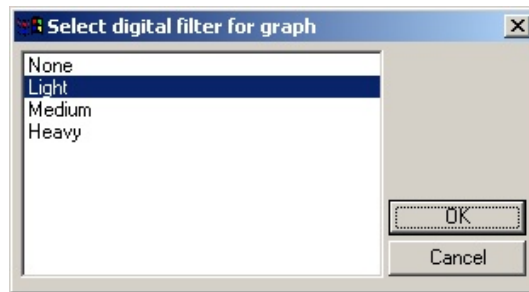 Select digital filter for graph
None
Light
Medium
Heavy
OK
Cancel